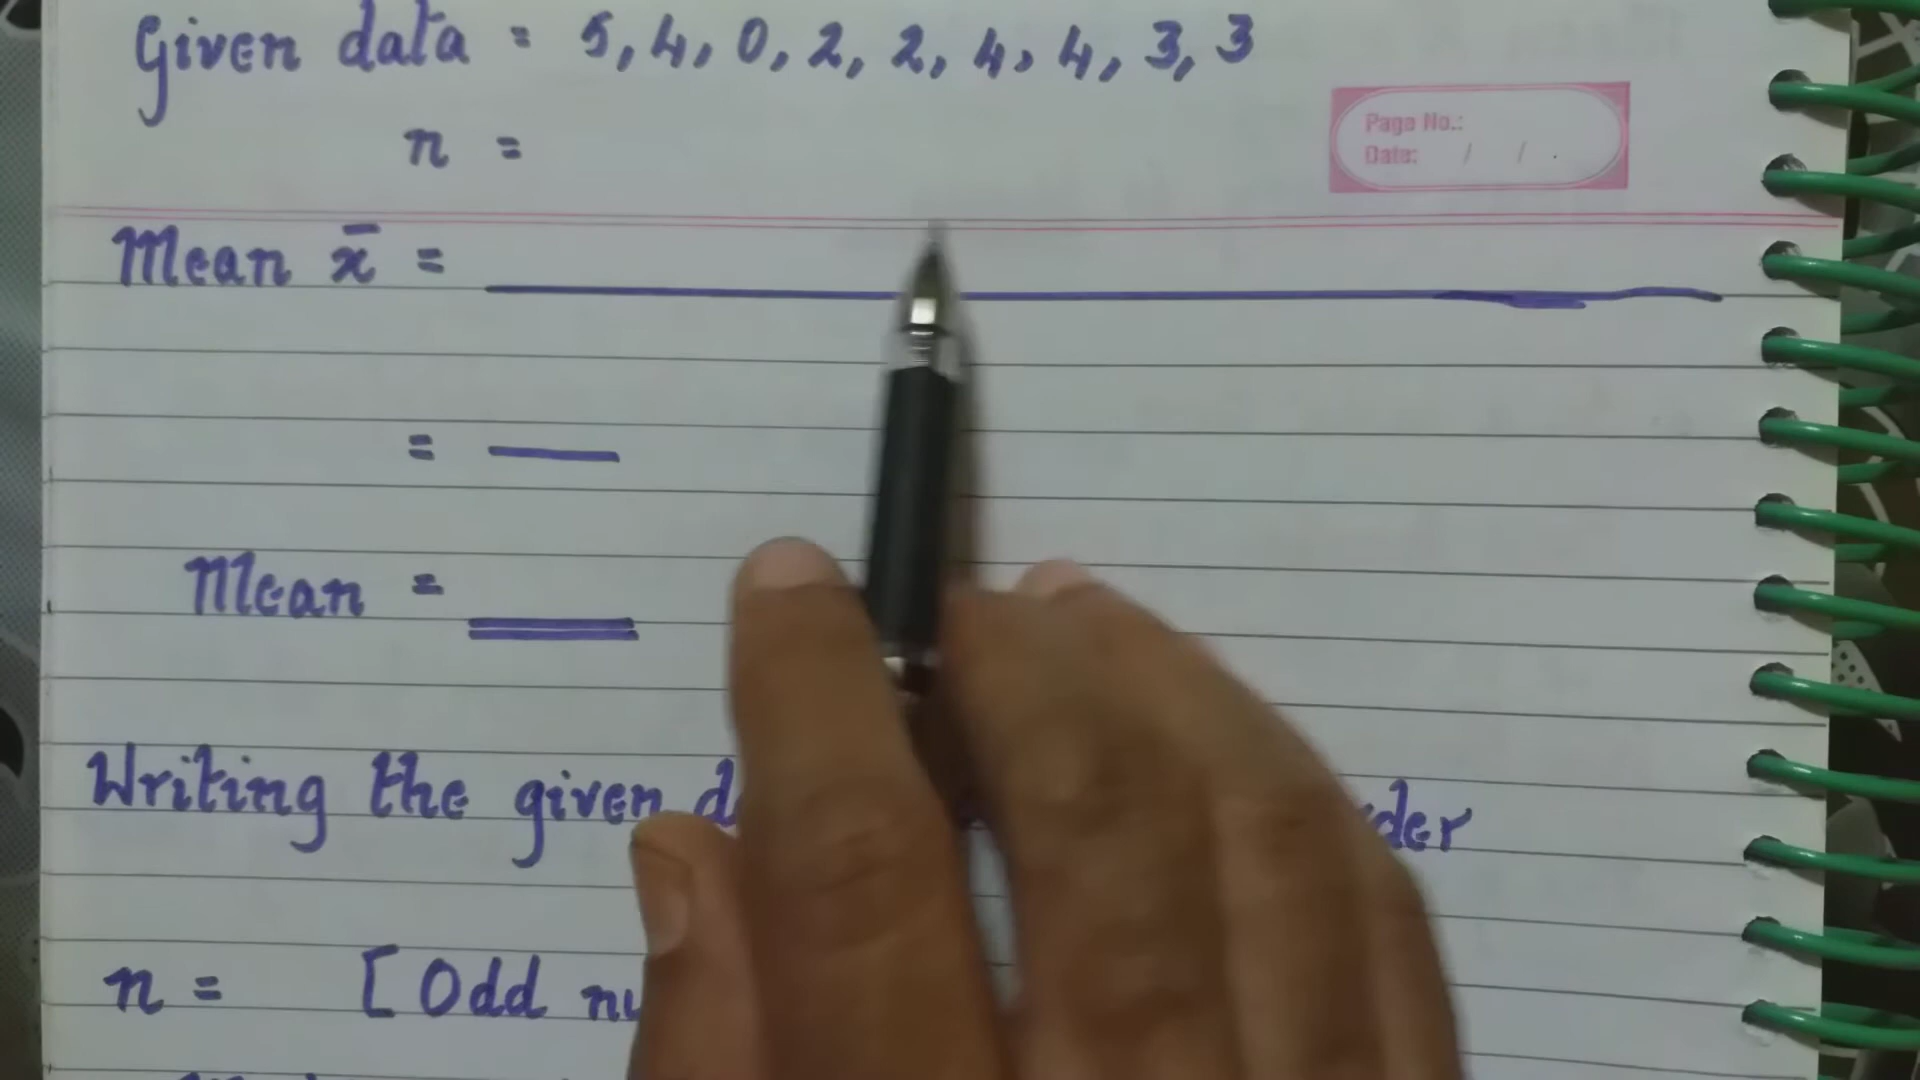 Given data = 5, 4, 0, 2, 2, 4, 4, 3, 3
n =
Page No.:
Date: / /
Mean x̄ =
=
Mean =
Writing the given
n = [Odd